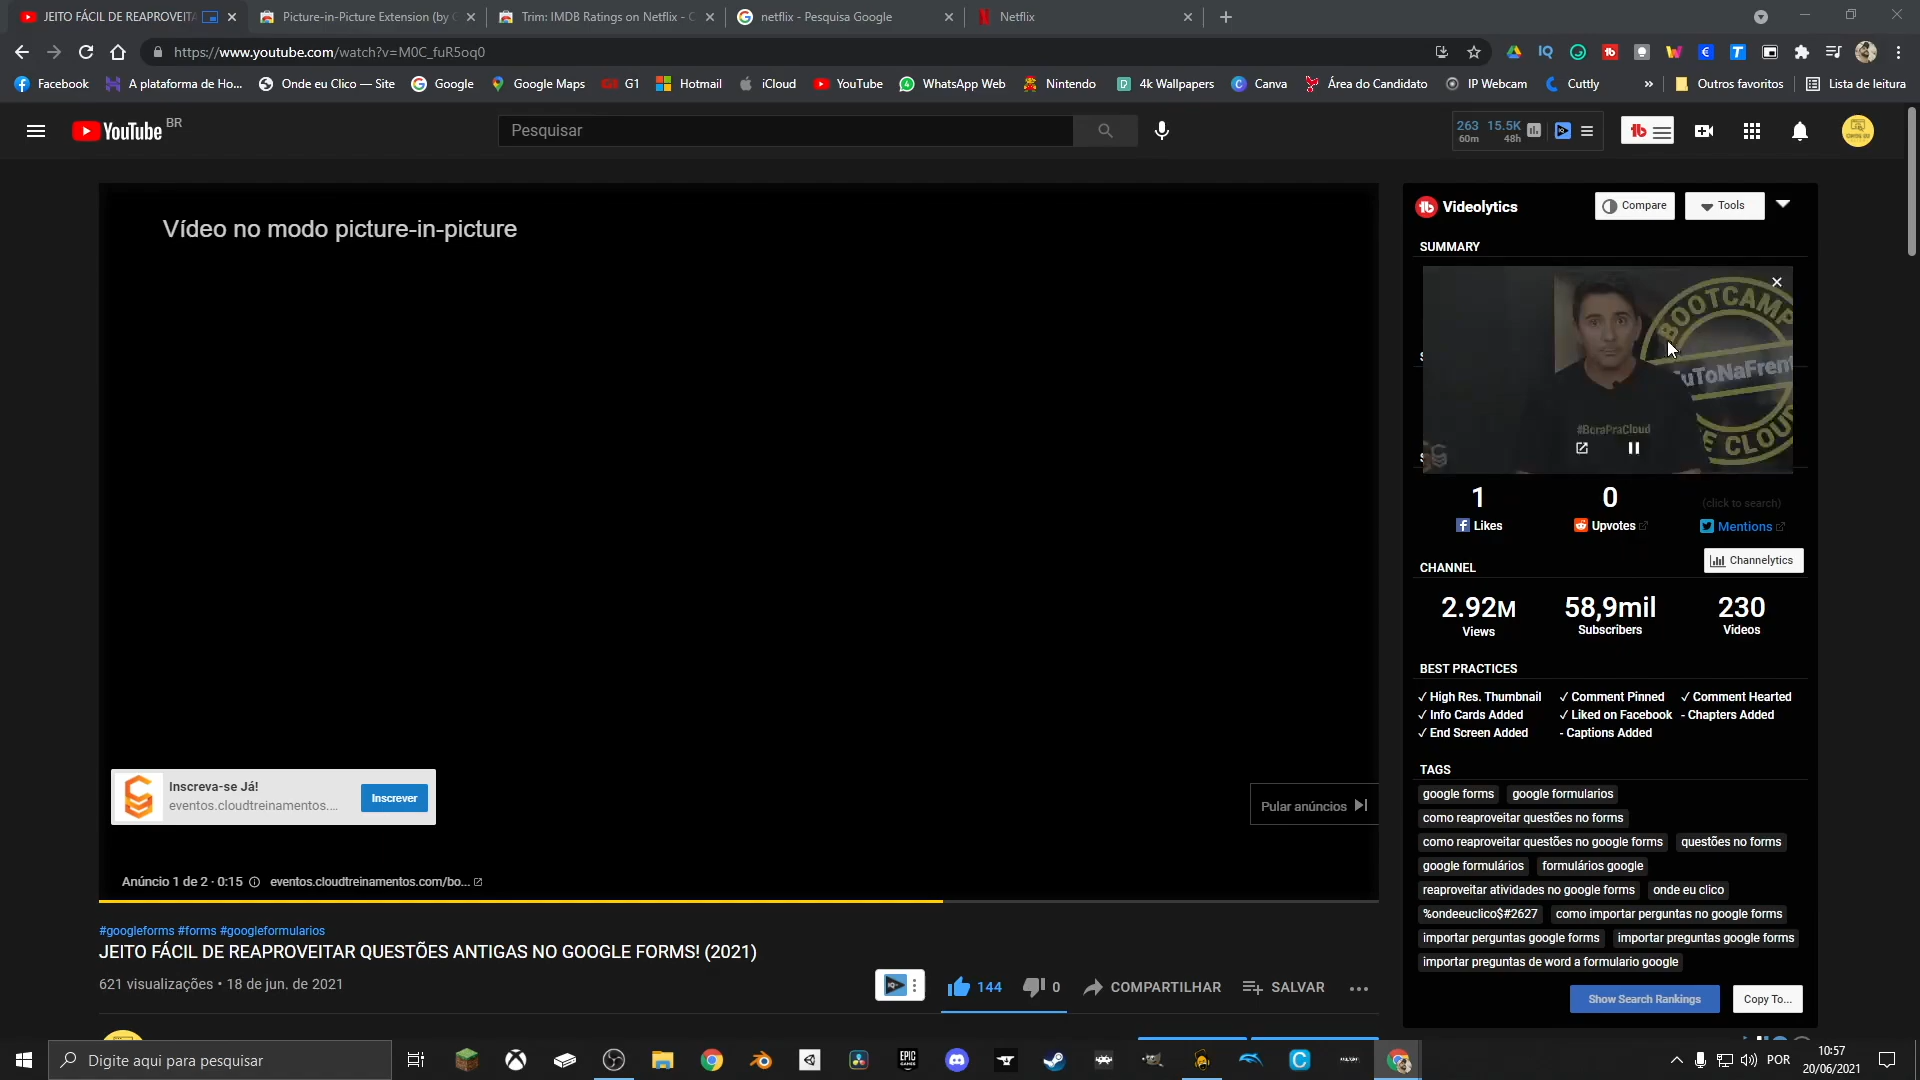 JEITO FÁCIL DE REAPROVEIT
Picture-in-Picture Extension (by G
Trim: IMDB Ratings on Netflix - C
netflix - Pesquisa Google
Netflix
https://www.youtube.com/watch?v=M0C_fuR5oq0
Facebook
A plataforma de Ho...
Onde eu Clico — Site
Google
Google Maps
G1
Hotmail
iCloud
YouTube
WhatsApp Web
Nintendo
4k Wallpapers
Canva
Área do Candidato
IP Webcam
Cuttly
Outros favoritos
Lista de leitura
YouTube BR
Pesquisar
263 15.5K
60m 48h
Vídeo no modo picture-in-picture
Videolytics
Compare
Tools
SUMMARY
BOOTCAMP
uToNaFrent
E CLOU
#BoraPraCloud
1 0 (click to search)
Likes Upvotes Mentions
CHANNEL
Channelytics
2.92M 58,9mil 230
Views Subscribers Videos
BEST PRACTICES
✓ High Res. Thumbnail ✓ Comment Pinned ✓ Comment Hearted
✓ Info Cards Added ✓ Liked on Facebook - Chapters Added
✓ End Screen Added - Captions Added
TAGS
google forms google formularios
como reaproveitar questões no forms
como reaproveitar questões no google forms questões no forms
google formulários formulários google
reaproveitar atividades no google forms onde eu clico
%ondeeuclico$#2627 como importar perguntas no google forms
importar perguntas google forms importar preguntas google forms
importar preguntas de word a formulario google
Show Search Rankings Copy To...
Inscreva-se Já!
eventos.cloudtreinamentos....
Inscrever
Pular anúncios
Anúncio 1 de 2 · 0:15 eventos.cloudtreinamentos.com/bo...
#googleforms #forms #googleformularios
JEITO FÁCIL DE REAPROVEITAR QUESTÕES ANTIGAS NO GOOGLE FORMS! (2021)
621 visualizações • 18 de jun. de 2021
144 0 COMPARTILHAR SALVAR
Digite aqui para pesquisar
EPIC GAMES
POR
10:57
20/06/2021